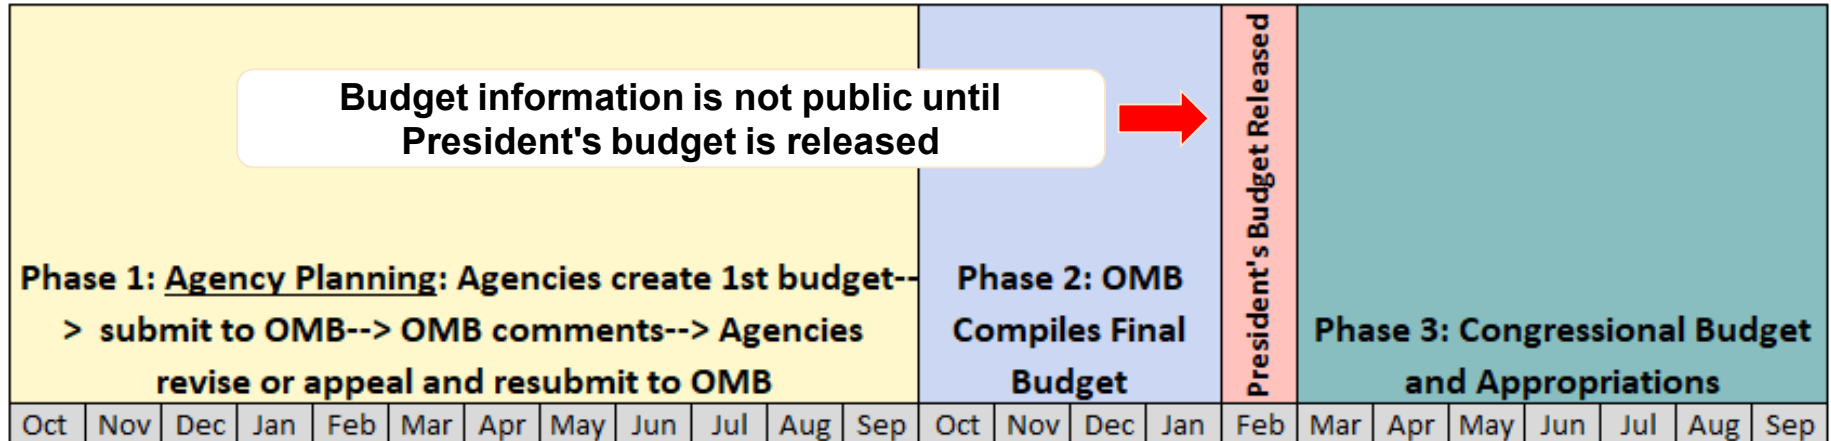 Budget information is not public until
President's budget is released
Phase 1: Agency Planning: Agencies create 1st budget--
> submit to OMB--> OMB comments--> Agencies
revise or appeal and resubmit to OMB
Phase 2: OMB
Compiles Final
Budget
President's Budget Released
Phase 3: Congressional Budget
and Appropriations
Oct Nov Dec Jan Feb Mar Apr May Jun Jul Aug Sep Oct Nov Dec Jan Feb Mar Apr May Jun Jul Aug Sep